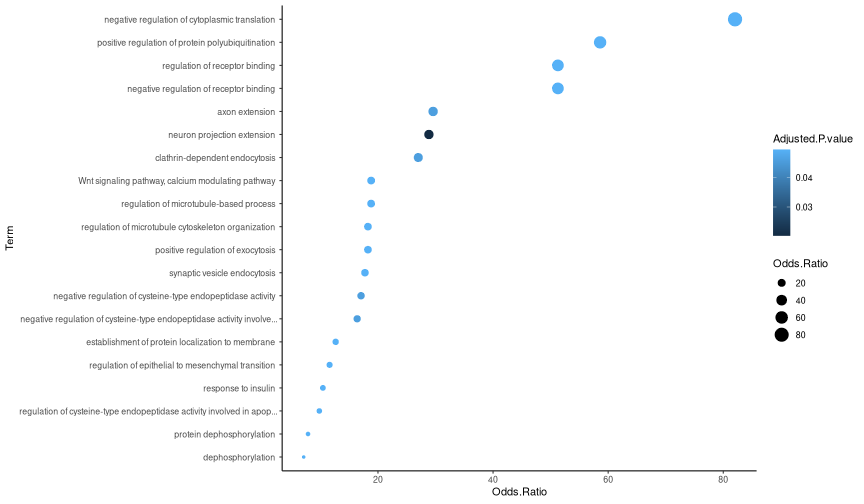 negative regulation of cytoplasmic translation
positive regulation of protein polyubiquitination
regulation of receptor binding
negative regulation of receptor binding
axon extension
neuron projection extension
clathrin-dependent endocytosis
Wnt signaling pathway, calcium modulating pathway
regulation of microtubule-based process
regulation of microtubule cytoskeleton organization
positive regulation of exocytosis
synaptic vesicle endocytosis
negative regulation of cysteine-type endopeptidase activity
negative regulation of cysteine-type endopeptidase activity involve...
establishment of protein localization to membrane
regulation of epithelial to mesenchymal transition
response to insulin
regulation of cysteine-type endopeptidase activity involved in apop...
protein dephosphorylation
dephosphorylation
Term
20 40 60 80
Odds.Ratio
Adjusted.P.value
0.04
0.03
Odds.Ratio
20
40
60
80